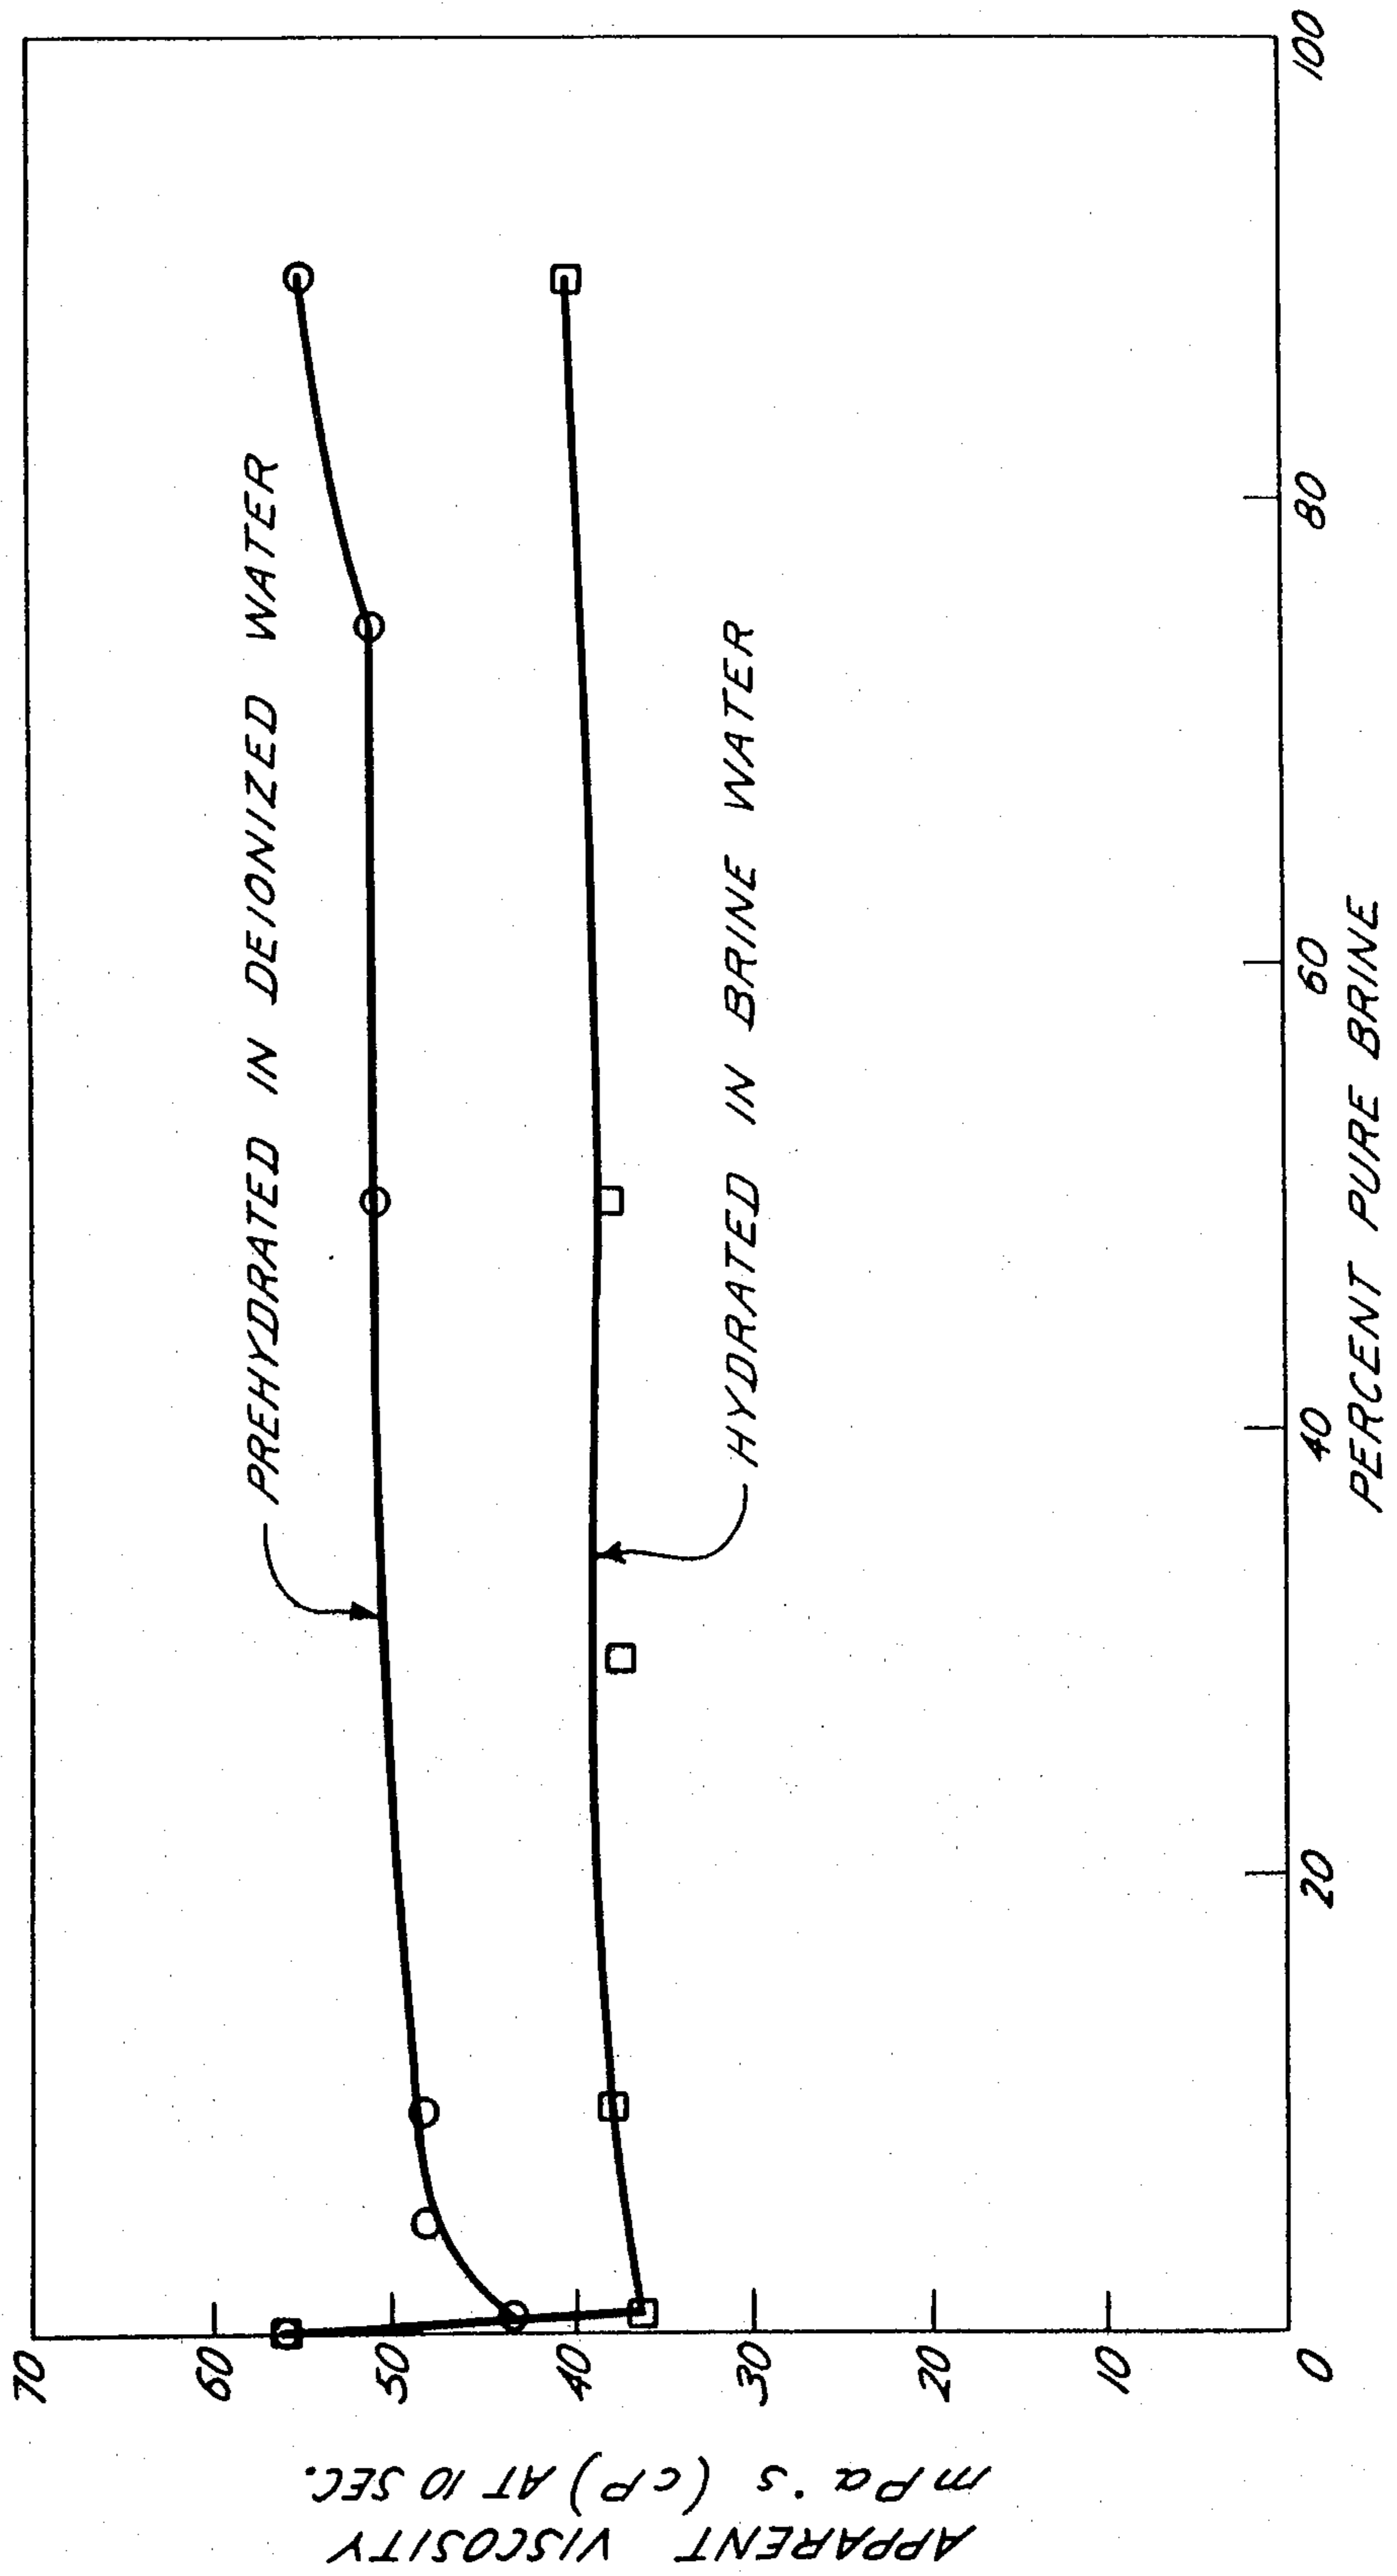 APPARENT VISCOSITY
mPa·s (cP) AT 10 SEC.
70
60
50
40
30
20
10
0
PREHYDRATED IN DEIONIZED WATER
HYDRATED IN BRINE WATER
20
40
60
80
100
PERCENT PURE BRINE